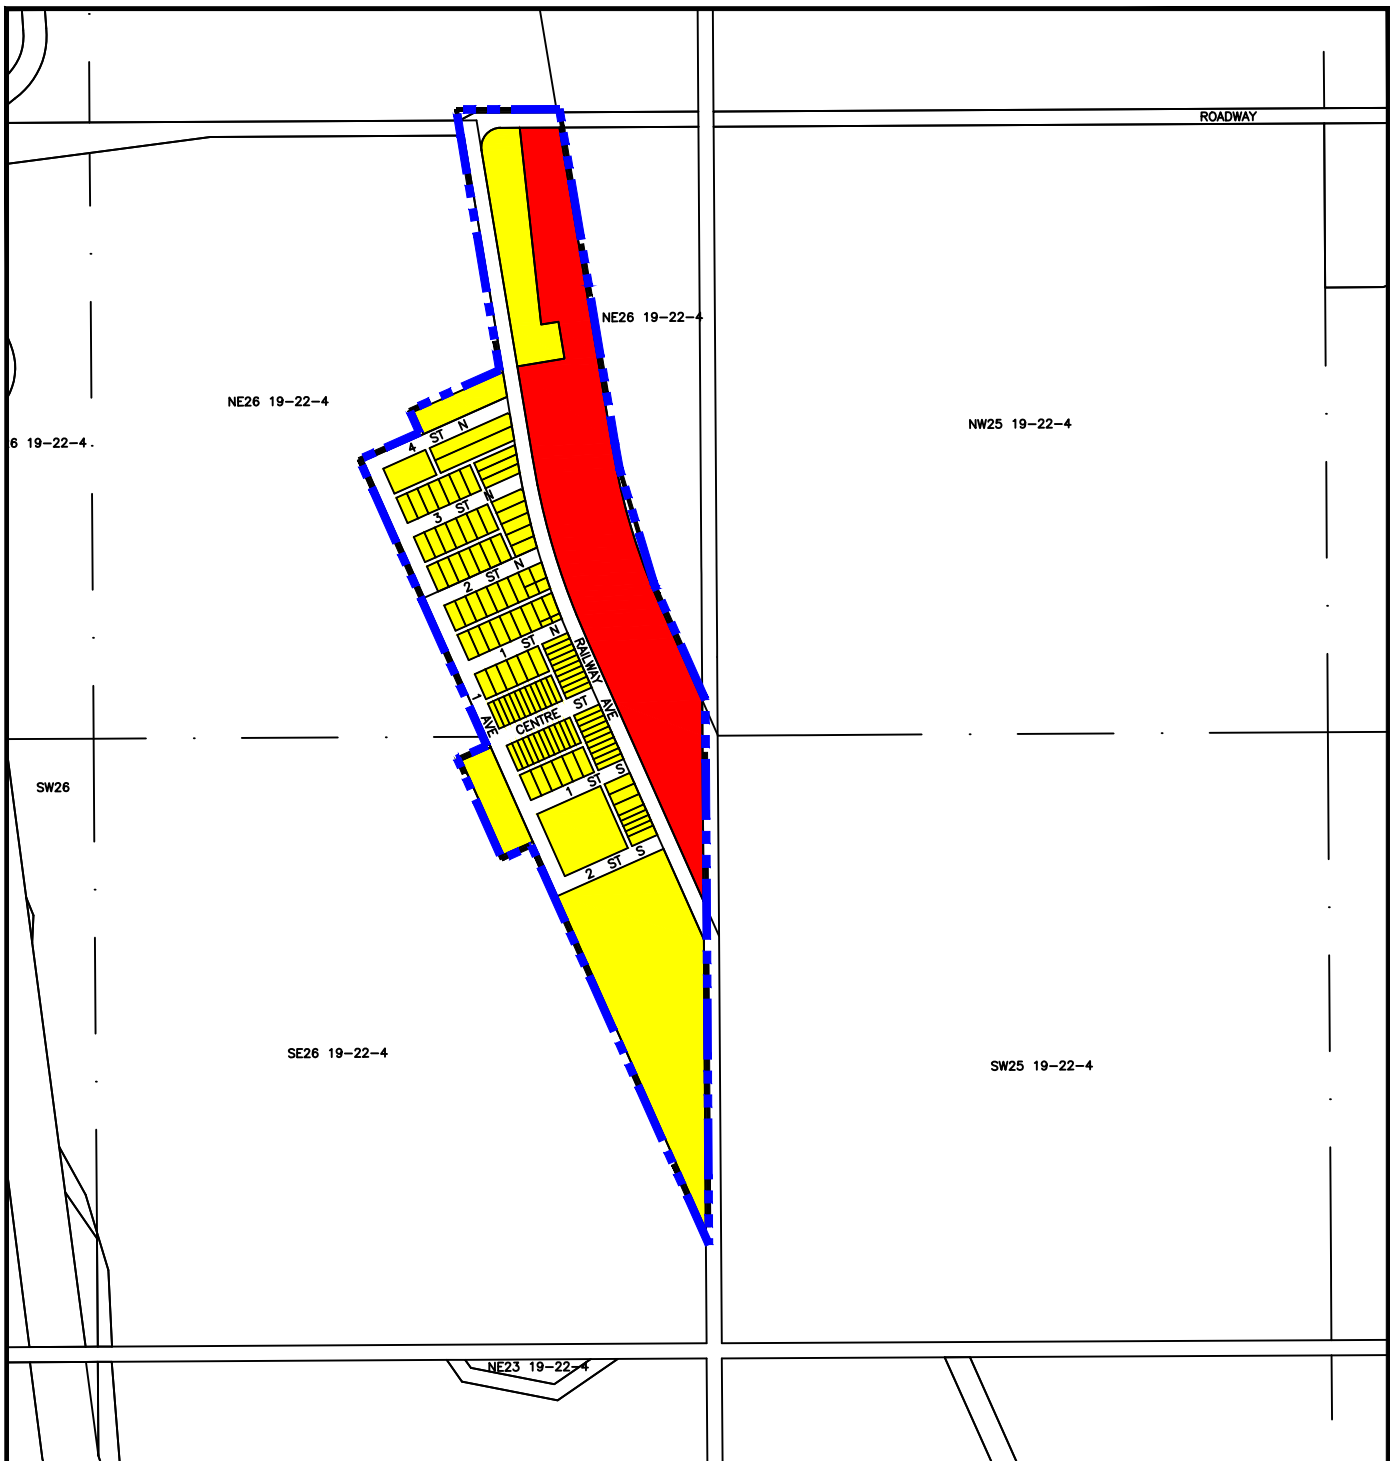 ROADWAY
NE26 19-22-4
NE26 19-22-4
NW25 19-22-4
6 19-22-4
4 ST N
3 ST N
2 ST N
1 ST N
RAILWAY AVE
1 AVE
CENTRE ST
1 ST S
2 ST S
SW26
SE26 19-22-4
SW25 19-22-4
NE23 19-22-4